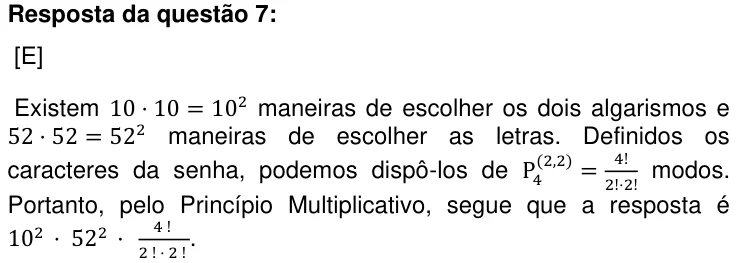 Resposta da questão 7:
[E]
Existem 10 · 10 = 10² maneiras de escolher os dois algarismos e
52 · 52 = 52² maneiras de escolher as letras. Definidos os
caracteres da senha, podemos dispô-los de P₄^(2,2) = 4!/(2!·2!) modos.
Portanto, pelo Princípio Multiplicativo, segue que a resposta é
10² · 52² · 4 !/(2 ! · 2 !).